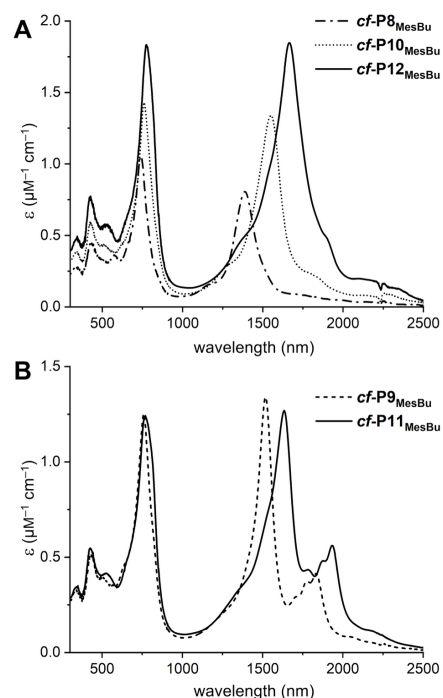 A
cf-P8MesBu
cf-P10MesBu
cf-P12MesBu
2.0
1.5
1.0
0.5
0.0
ε (μM⁻¹ cm⁻¹)
500 1000 1500 2000 2500
wavelength (nm)
B
cf-P9MesBu
cf-P11MesBu
1.5
1.0
0.5
0.0
ε (μM⁻¹ cm⁻¹)
500 1000 1500 2000 2500
wavelength (nm)